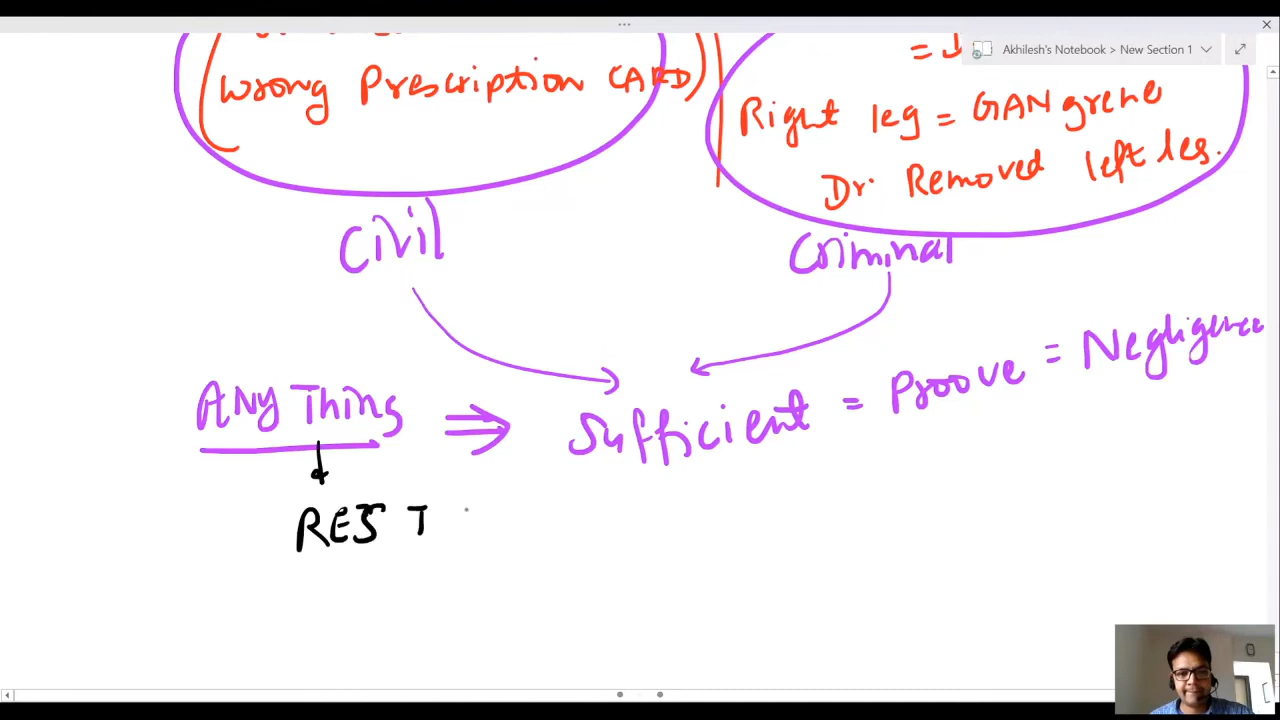 Akhilesh's Notebook > New Section 1
wrong Prescription CARD
Right leg = GANgrene
Dr. Removed left leg.
Civil
Criminal
ANY Thing ⇒ Sufficient = Proove = Negligence
RES T